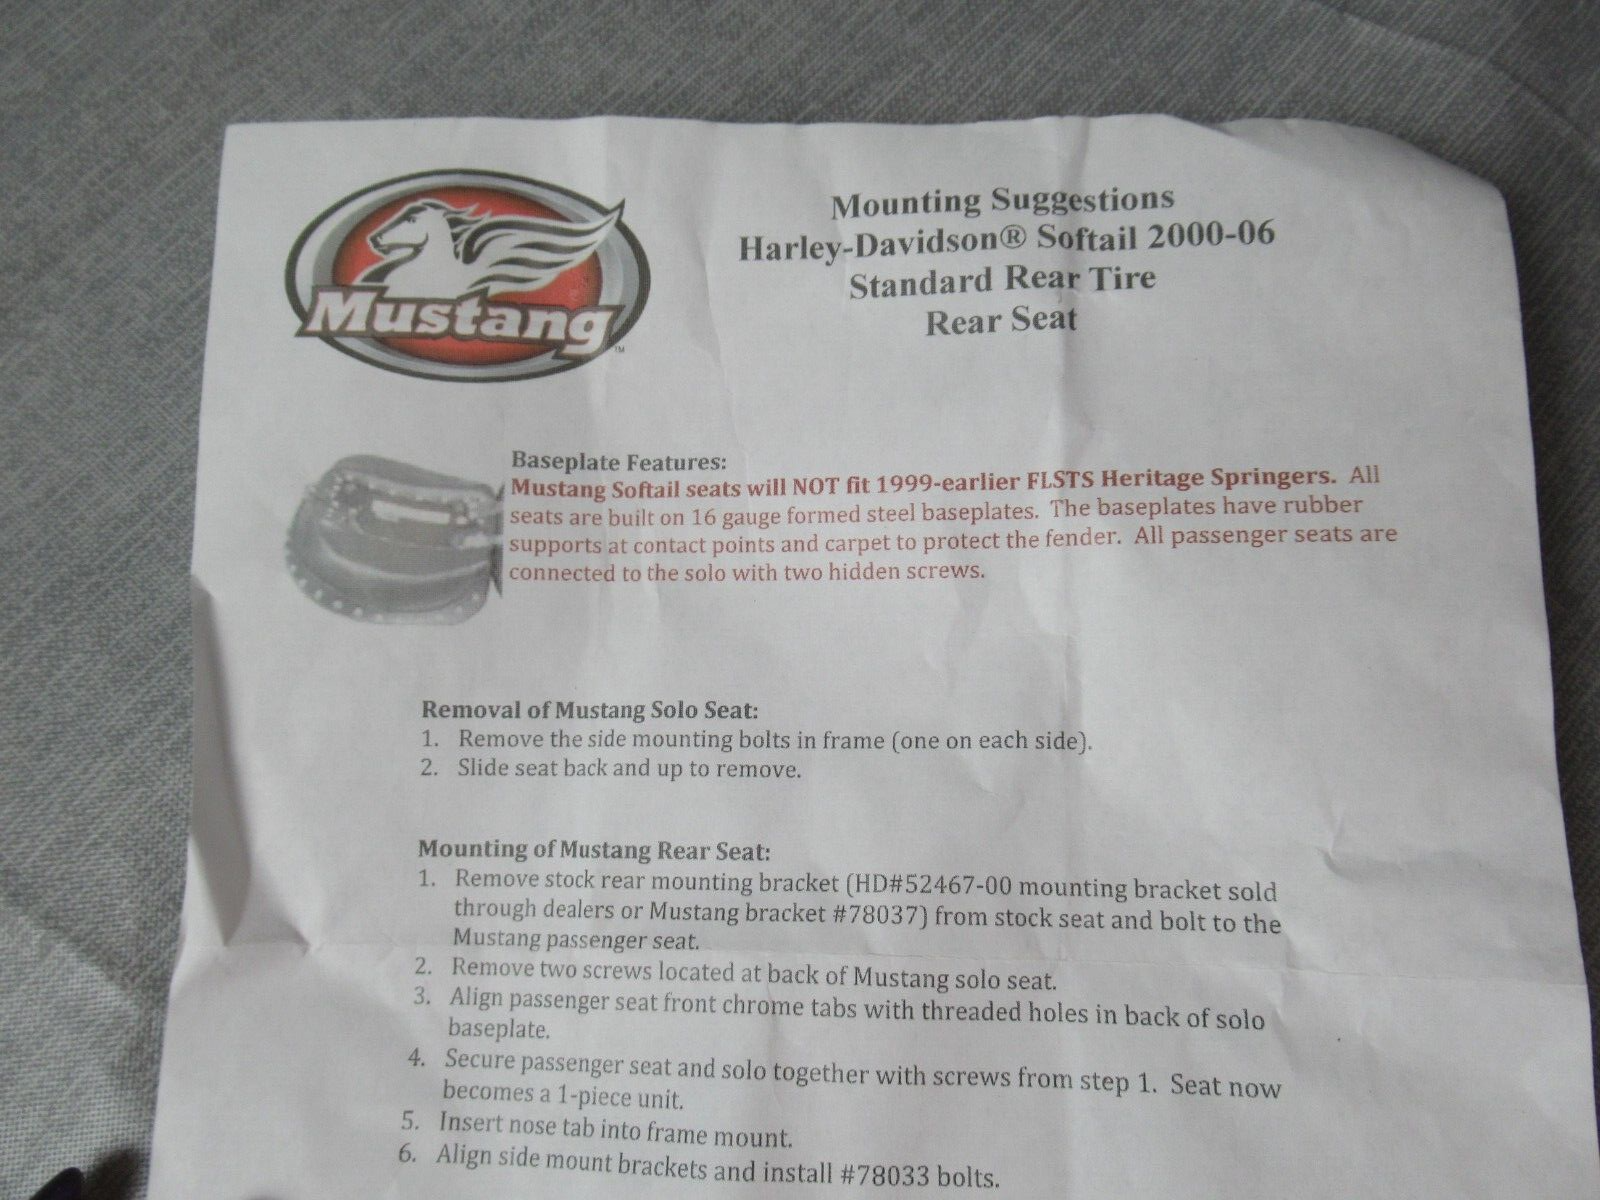 Mustang
TM
Mounting Suggestions
Harley-Davidson® Softail 2000-06
Standard Rear Tire
Rear Seat
Baseplate Features:
Mustang Softail seats will NOT fit 1999-earlier FLSTS Heritage Springers. All
seats are built on 16 gauge formed steel baseplates. The baseplates have rubber
supports at contact points and carpet to protect the fender. All passenger seats are
connected to the solo with two hidden screws.
Removal of Mustang Solo Seat:
1. Remove the side mounting bolts in frame (one on each side).
2. Slide seat back and up to remove.
Mounting of Mustang Rear Seat:
1. Remove stock rear mounting bracket (HD#52467-00 mounting bracket sold
through dealers or Mustang bracket #78037) from stock seat and bolt to the
Mustang passenger seat.
2. Remove two screws located at back of Mustang solo seat.
3. Align passenger seat front chrome tabs with threaded holes in back of solo
baseplate.
4. Secure passenger seat and solo together with screws from step 1. Seat now
becomes a 1-piece unit.
5. Insert nose tab into frame mount.
6. Align side mount brackets and install #78033 bolts.